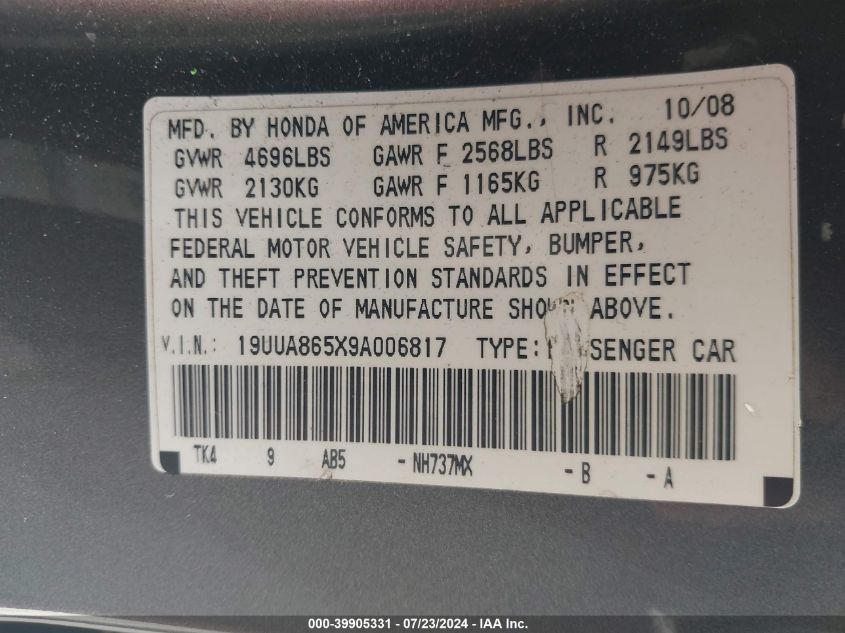 MFD. BY HONDA OF AMERICA MFG., INC. 10/08
GVWR 4696LBS GAWR F 2568LBS R 2149LBS
GVWR 2130KG GAWR F 1165KG R 975KG
THIS VEHICLE CONFORMS TO ALL APPLICABLE
FEDERAL MOTOR VEHICLE SAFETY, BUMPER,
AND THEFT PREVENTION STANDARDS IN EFFECT
ON THE DATE OF MANUFACTURE SHOWN ABOVE.
V.I.N.: 19UUA865X9A006817 TYPE: PASSENGER CAR
TK4 9 AB5 - NH737MX - B - A
000-39905331 - 07/23/2024 - IAA Inc.